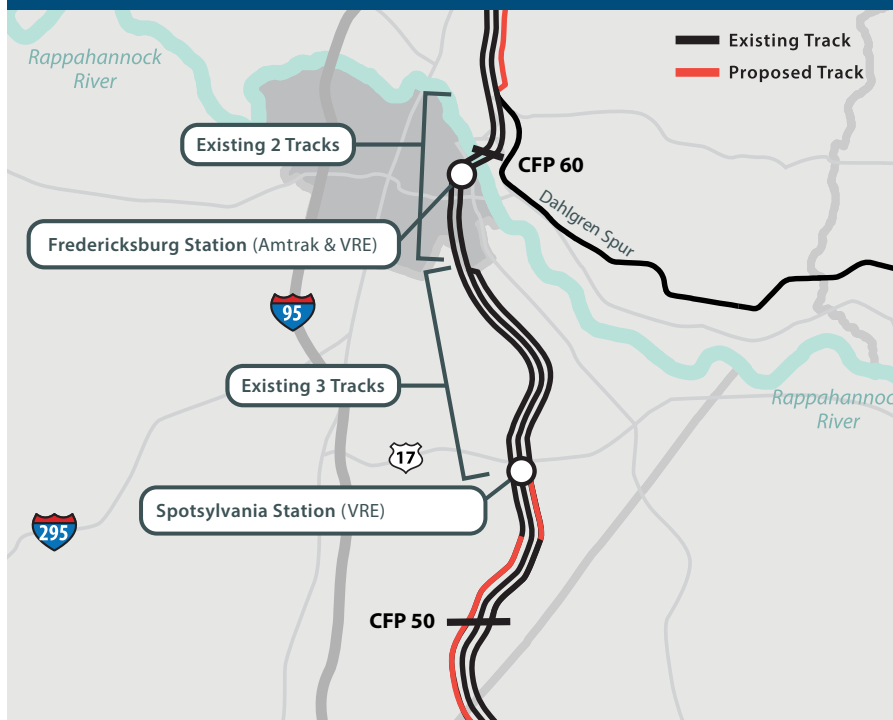 Rappahannock
River
Existing Track
Proposed Track
Existing 2 Tracks
CFP 60
Dahlgren Spur
Fredericksburg Station (Amtrak & VRE)
95
Existing 3 Tracks
Rappahannoc
River
17
Spotsylvania Station (VRE)
295
CFP 50